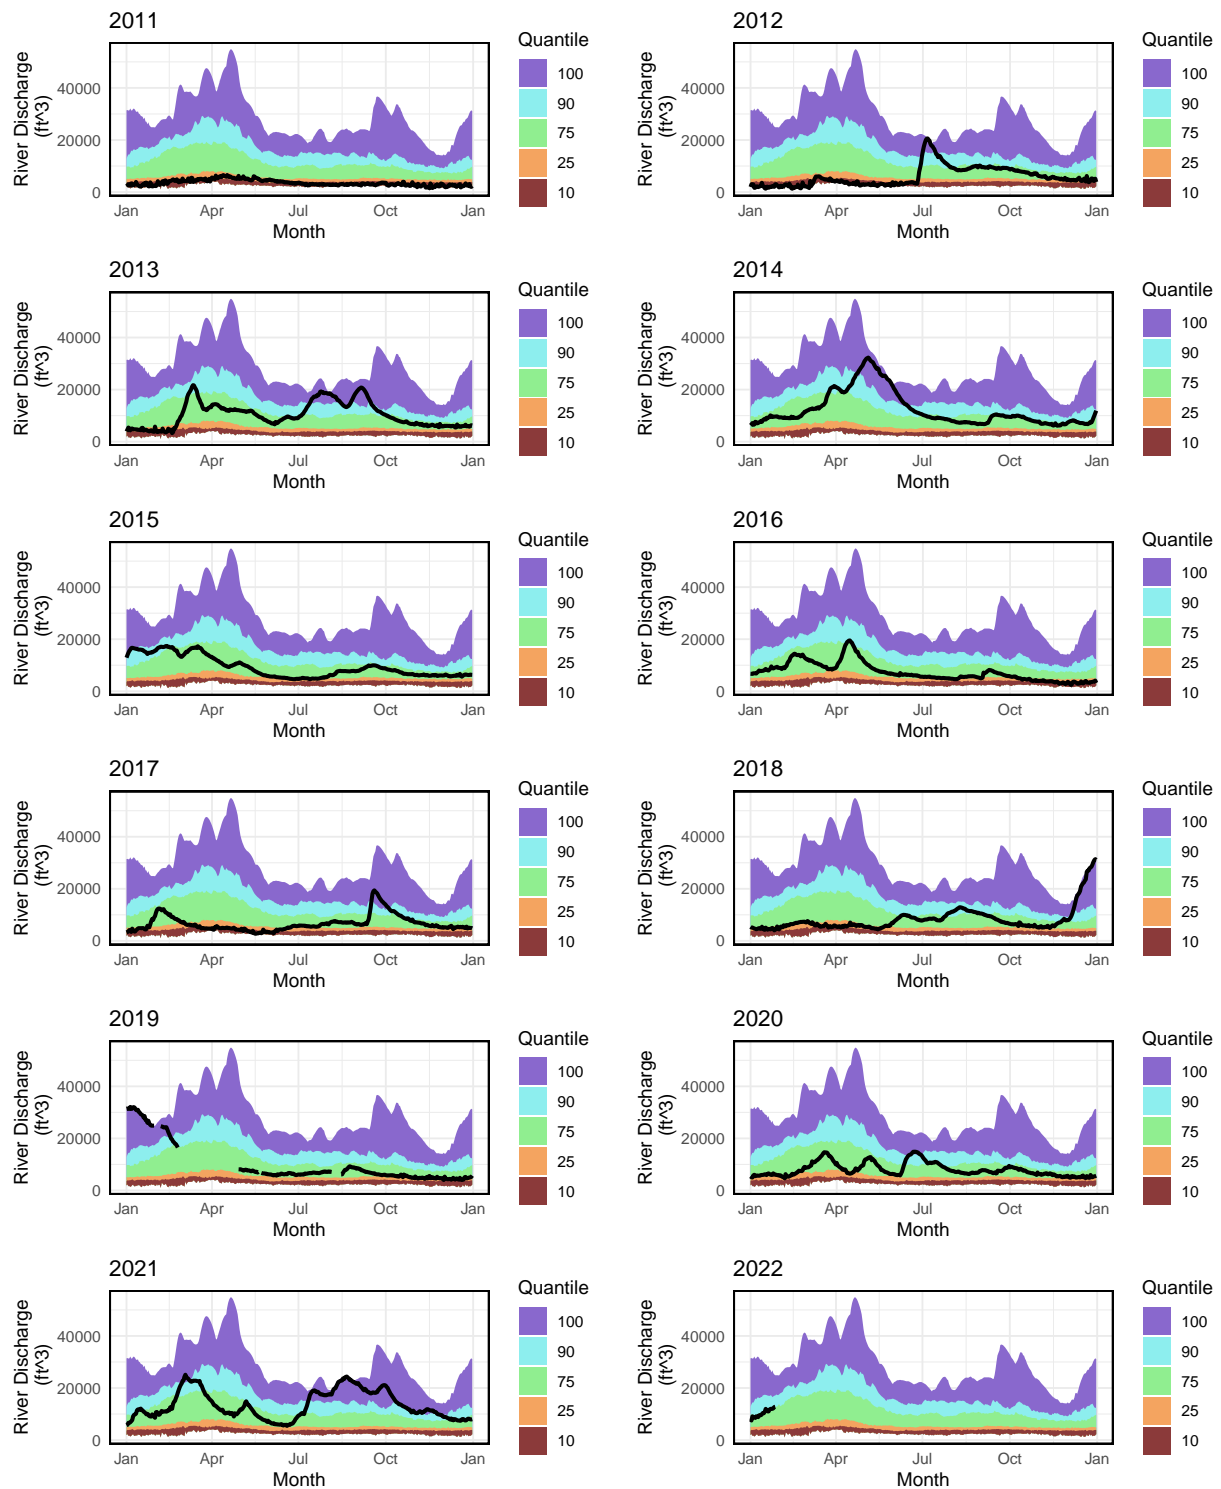 2011
River Discharge
(ft^3)
40000
20000
0
Jan
Apr
Jul
Oct
Jan
Month
Quantile
100
90
75
25
10
2012
River Discharge
(ft^3)
40000
20000
0
Jan
Apr
Jul
Oct
Jan
Month
Quantile
100
90
75
25
10
2013
River Discharge
(ft^3)
40000
20000
0
Jan
Apr
Jul
Oct
Jan
Month
Quantile
100
90
75
25
10
2014
River Discharge
(ft^3)
40000
20000
0
Jan
Apr
Jul
Oct
Jan
Month
Quantile
100
90
75
25
10
2015
River Discharge
(ft^3)
40000
20000
0
Jan
Apr
Jul
Oct
Jan
Month
Quantile
100
90
75
25
10
2016
River Discharge
(ft^3)
40000
20000
0
Jan
Apr
Jul
Oct
Jan
Month
Quantile
100
90
75
25
10
2017
River Discharge
(ft^3)
40000
20000
0
Jan
Apr
Jul
Oct
Jan
Month
Quantile
100
90
75
25
10
2018
River Discharge
(ft^3)
40000
20000
0
Jan
Apr
Jul
Oct
Jan
Month
Quantile
100
90
75
25
10
2019
River Discharge
(ft^3)
40000
20000
0
Jan
Apr
Jul
Oct
Jan
Month
Quantile
100
90
75
25
10
2020
River Discharge
(ft^3)
40000
20000
0
Jan
Apr
Jul
Oct
Jan
Month
Quantile
100
90
75
25
10
2021
River Discharge
(ft^3)
40000
20000
0
Jan
Apr
Jul
Oct
Jan
Month
Quantile
100
90
75
25
10
2022
River Discharge
(ft^3)
40000
20000
0
Jan
Apr
Jul
Oct
Jan
Month
Quantile
100
90
75
25
10